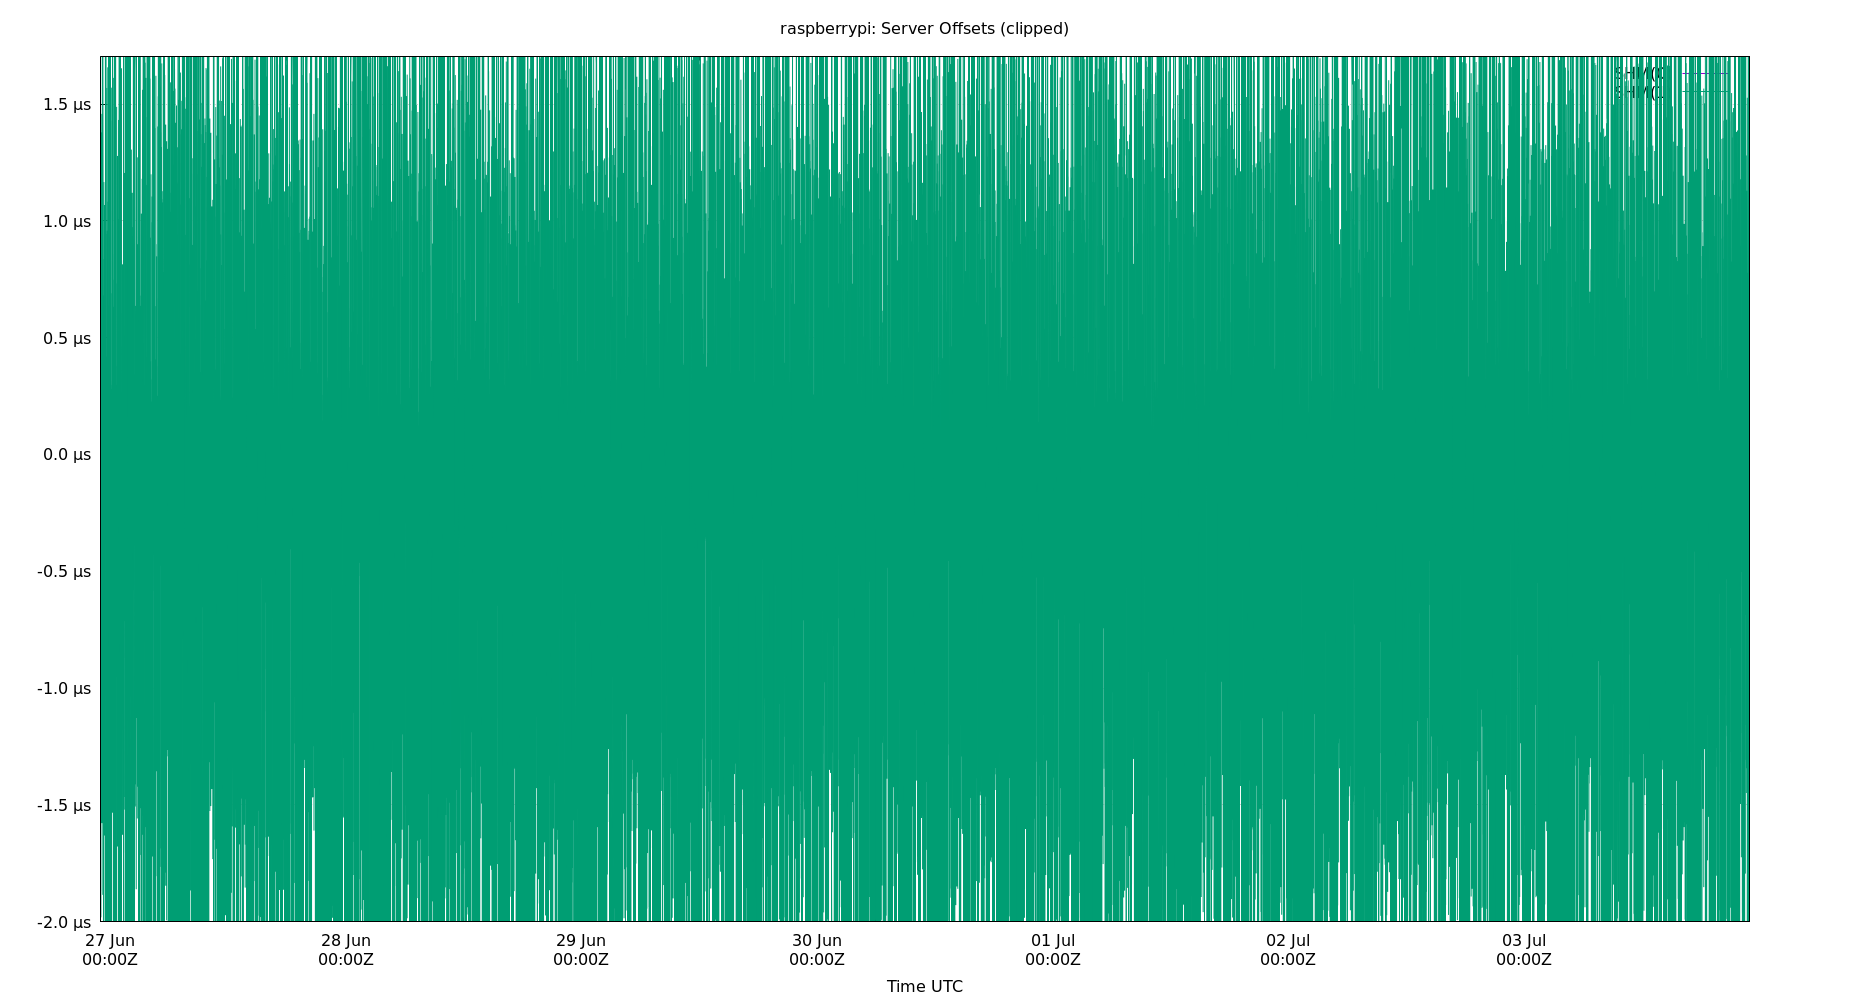 raspberrypi: Server Offsets (clipped)
1.5 µs
1.0 µs
0.5 µs
0.0 µs
-0.5 µs
-1.0 µs
-1.5 µs
-2.0 µs
27 Jun
00:00Z
28 Jun
00:00Z
29 Jun
00:00Z
30 Jun
00:00Z
01 Jul
00:00Z
02 Jul
00:00Z
03 Jul
00:00Z
Time UTC